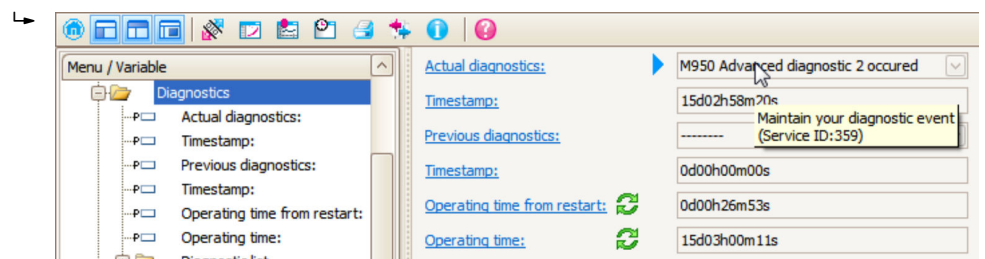 Menu / Variable
Diagnostics
Actual diagnostics:
Timestamp:
Previous diagnostics:
Timestamp:
Operating time from restart:
Operating time:
Actual diagnostics:
M950 Advanced diagnostic 2 occured
Timestamp:
15d02h58m20s
Maintain your diagnostic event
(Service ID:359)
Previous diagnostics:
--------
Timestamp:
0d00h00m00s
Operating time from restart:
0d00h26m53s
Operating time:
15d03h00m11s